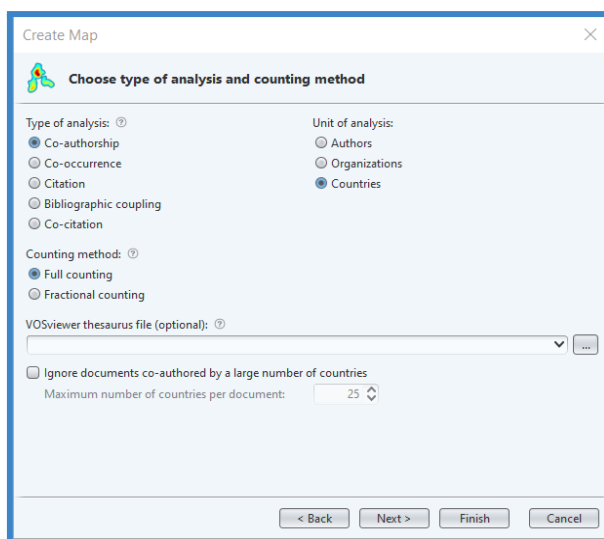 Create Map
Choose type of analysis and counting method
Type of analysis: ?
Unit of analysis:
Co-authorship
Authors
Co-occurrence
Organizations
Citation
Countries
Bibliographic coupling
Co-citation
Counting method: ?
Full counting
Fractional counting
VOSviewer thesaurus file (optional): ?
...
Ignore documents co-authored by a large number of countries
Maximum number of countries per document: 25
< Back Next > Finish Cancel